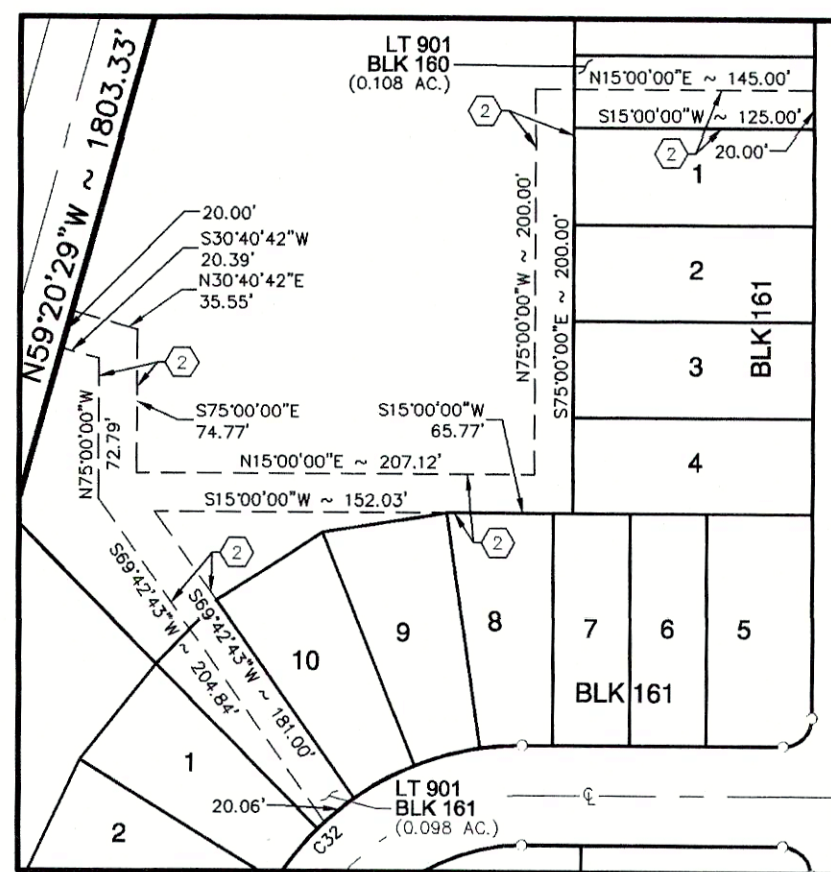 LT 901
BLK 160
(0.108 AC.)
N15°00'00"E ~ 145.00'
S15°00'00"W ~ 125.00'
20.00'
2
2
1
N59°20'29"W ~ 1803.33'
20.00'
S30°40'42"W
20.39'
N30°40'42"E
35.55'
N75°00'00"W ~ 200.00'
S75°00'00"E ~ 200.00'
2
3
4
BLK 161
2
N75°00'00"W
72.79'
S75°00'00"E
74.77'
S15°00'00"W
65.77'
N15°00'00"E ~ 207.12'
S15°00'00"W ~ 152.03'
2
2
S69°42'43"W ~ 204.84'
S69°42'43"W ~ 181.00'
10
9
8
7
6
5
BLK 161
1
2
20.06'
LT 901
BLK 161
(0.098 AC.)
C32
℄